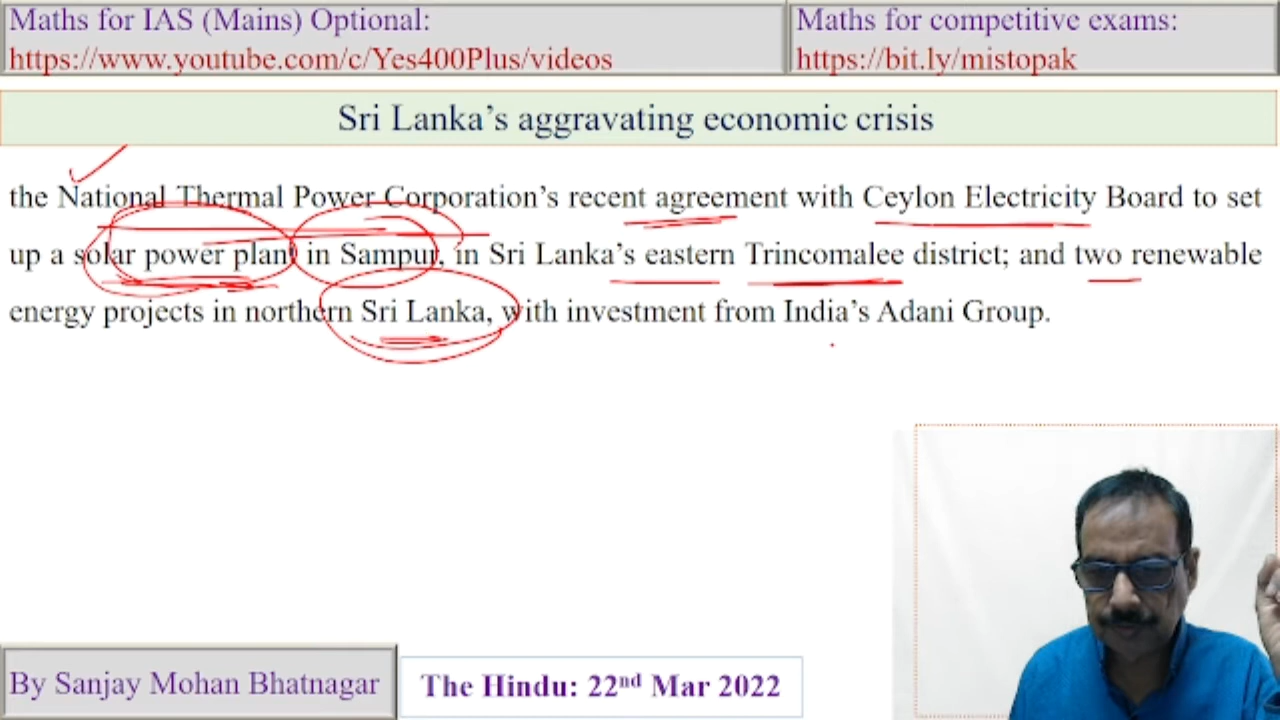 Maths for IAS (Mains) Optional:
https://www.youtube.com/c/Yes400Plus/videos
Maths for competitive exams:
https://bit.ly/mistopak
Sri Lanka's aggravating economic crisis
the National Thermal Power Corporation's recent agreement with Ceylon Electricity Board to set
up a solar power plant in Sampur, in Sri Lanka's eastern Trincomalee district; and two renewable
energy projects in northern Sri Lanka, with investment from India's Adani Group.
By Sanjay Mohan Bhatnagar
The Hindu: 22nd Mar 2022